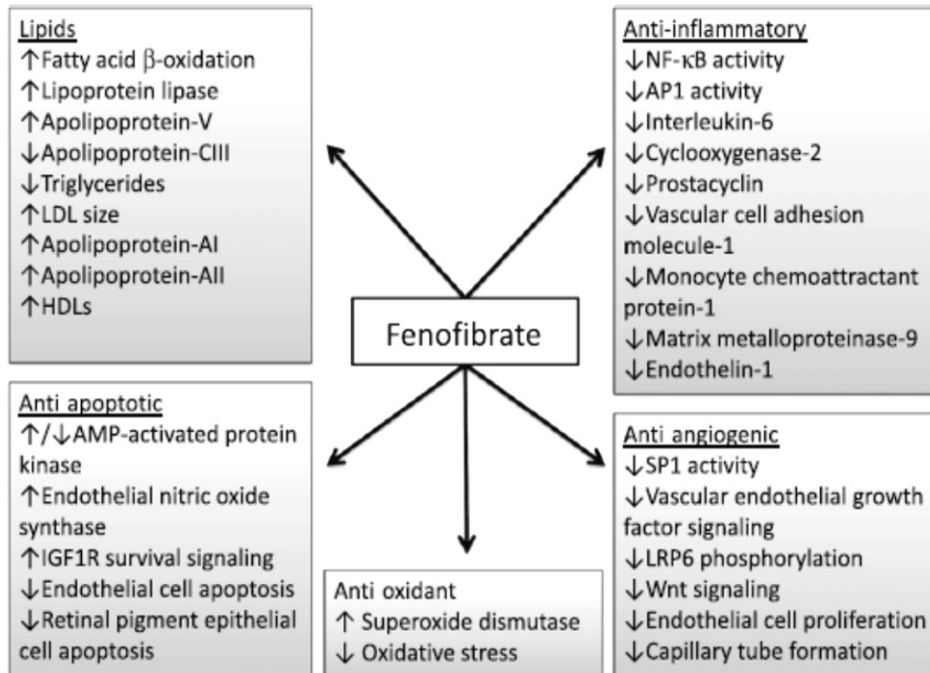 Lipids
↑Fatty acid β-oxidation
↑Lipoprotein lipase
↑Apolipoprotein-V
↓Apolipoprotein-CIII
↓Triglycerides
↑LDL size
↑Apolipoprotein-AI
↑Apolipoprotein-AII
↑HDLs
Anti-inflammatory
↓NF-κB activity
↓AP1 activity
↓Interleukin-6
↓Cyclooxygenase-2
↓Prostacyclin
↓Vascular cell adhesion
molecule-1
↓Monocyte chemoattractant
protein-1
↓Matrix metalloproteinase-9
↓Endothelin-1
Fenofibrate
Anti apoptotic
↑/↓AMP-activated protein
kinase
↑Endothelial nitric oxide
synthase
↑IGF1R survival signaling
↓Endothelial cell apoptosis
↓Retinal pigment epithelial
cell apoptosis
Anti oxidant
↑ Superoxide dismutase
↓ Oxidative stress
Anti angiogenic
↓SP1 activity
↓Vascular endothelial growth
factor signaling
↓LRP6 phosphorylation
↓Wnt signaling
↓Endothelial cell proliferation
↓Capillary tube formation